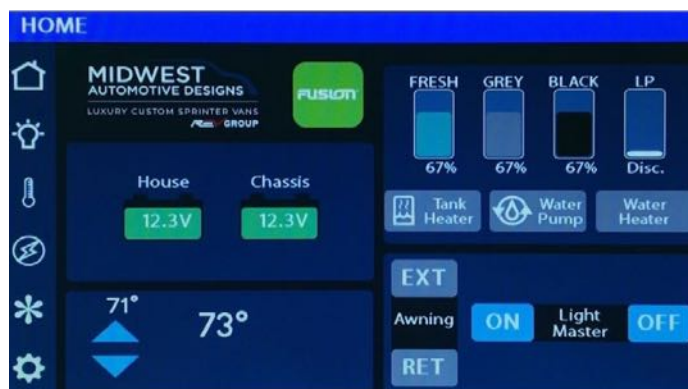 HOME
MIDWEST
AUTOMOTIVE DESIGNS
LUXURY CUSTOM SPRINTER VANS
REV GROUP
FUSION
FRESH GREY BLACK LP
67% 67% 67% Disc.
Tank Heater
Water Pump
Water Heater
House Chassis
12.3V 12.3V
71°
73°
EXT
Awning
RET
ON
Light Master
OFF